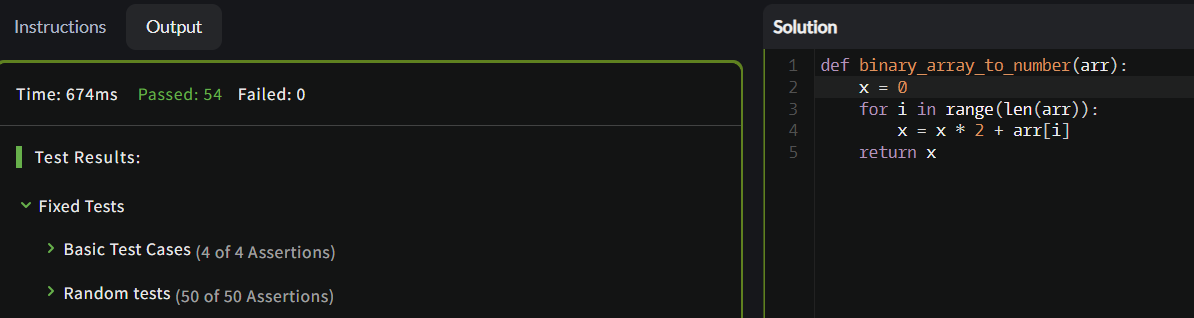 Instructions
Output
Time: 674ms Passed: 54 Failed: 0
Test Results:
Fixed Tests
Basic Test Cases (4 of 4 Assertions)
Random tests (50 of 50 Assertions)
Solution
1 def binary_array_to_number(arr):
2     x = 0
3     for i in range(len(arr)):
4         x = x * 2 + arr[i]
5     return x